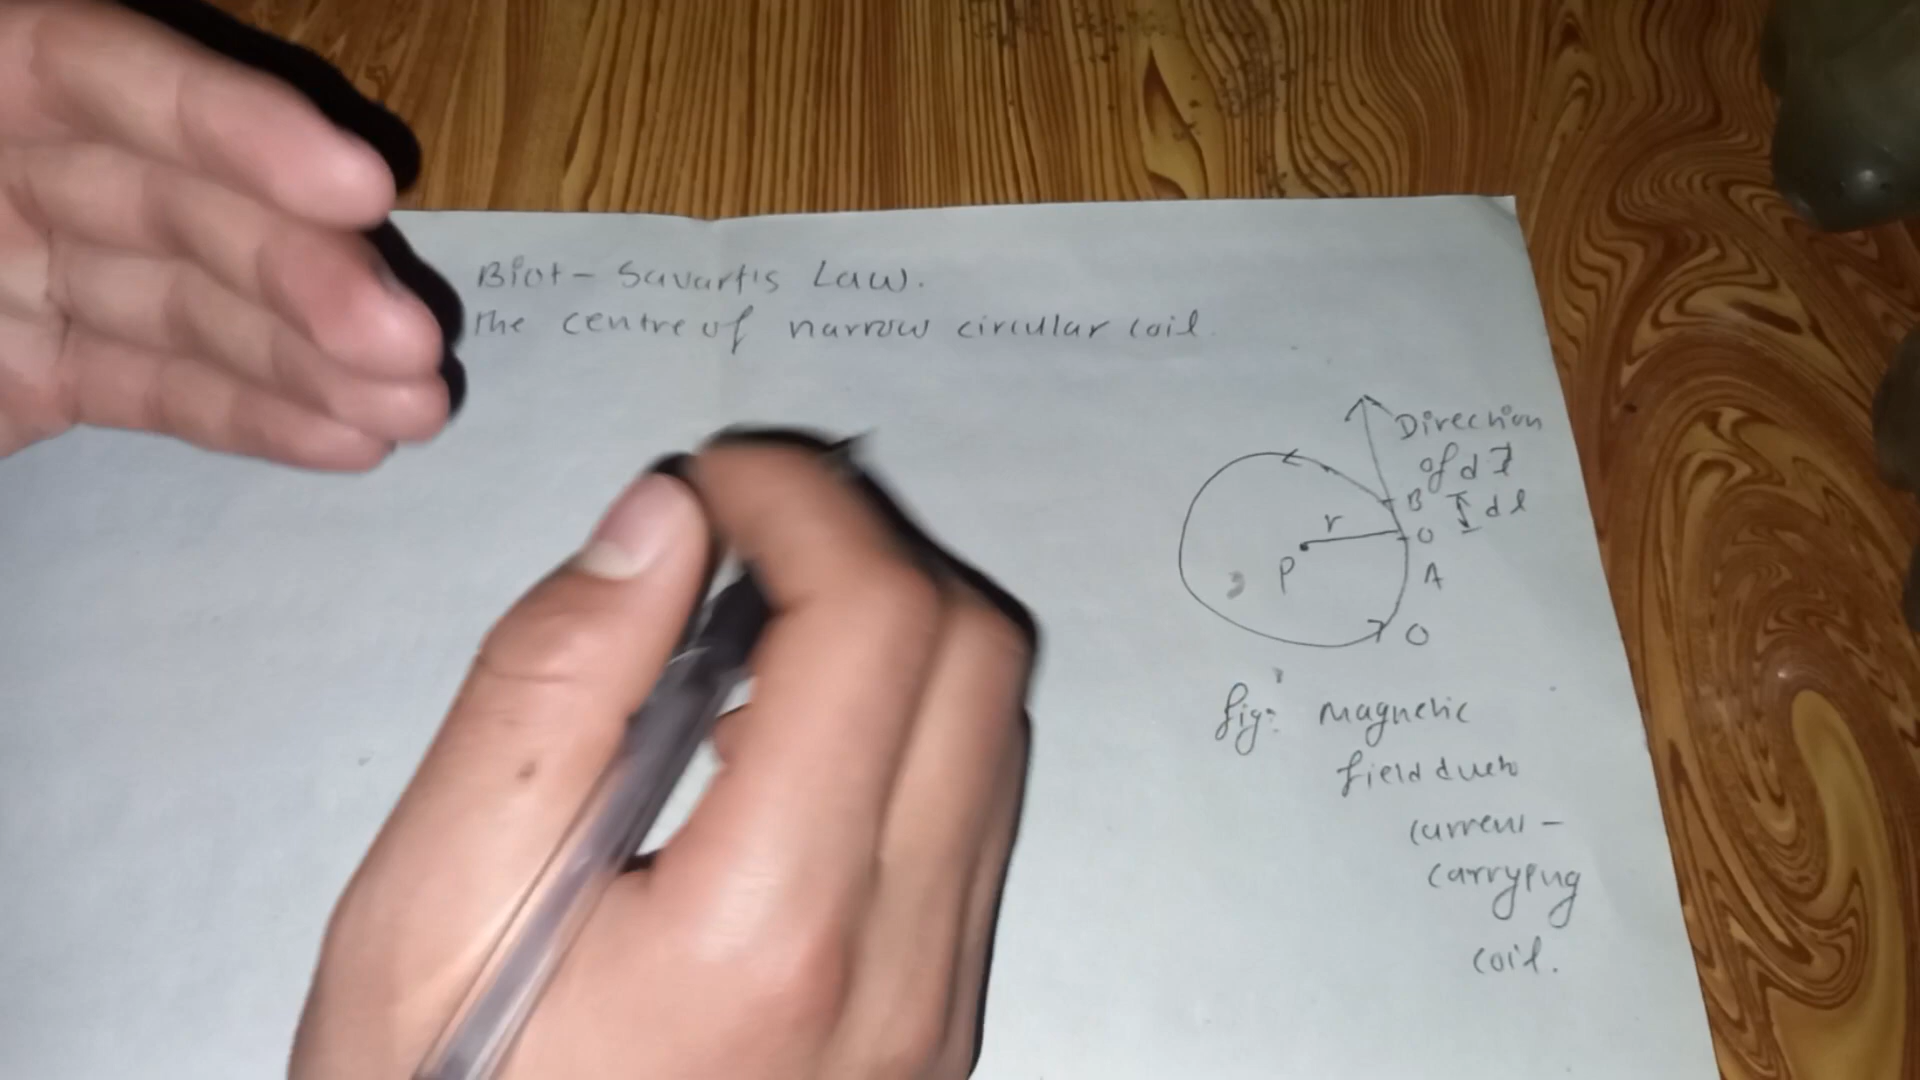 Biot - Savart's Law.
the centre of narrow circular coil.
Direction
of dl
B
dl
r
O
P
A
O
fig: Magnetic
field due to
current -
carrying
coil.